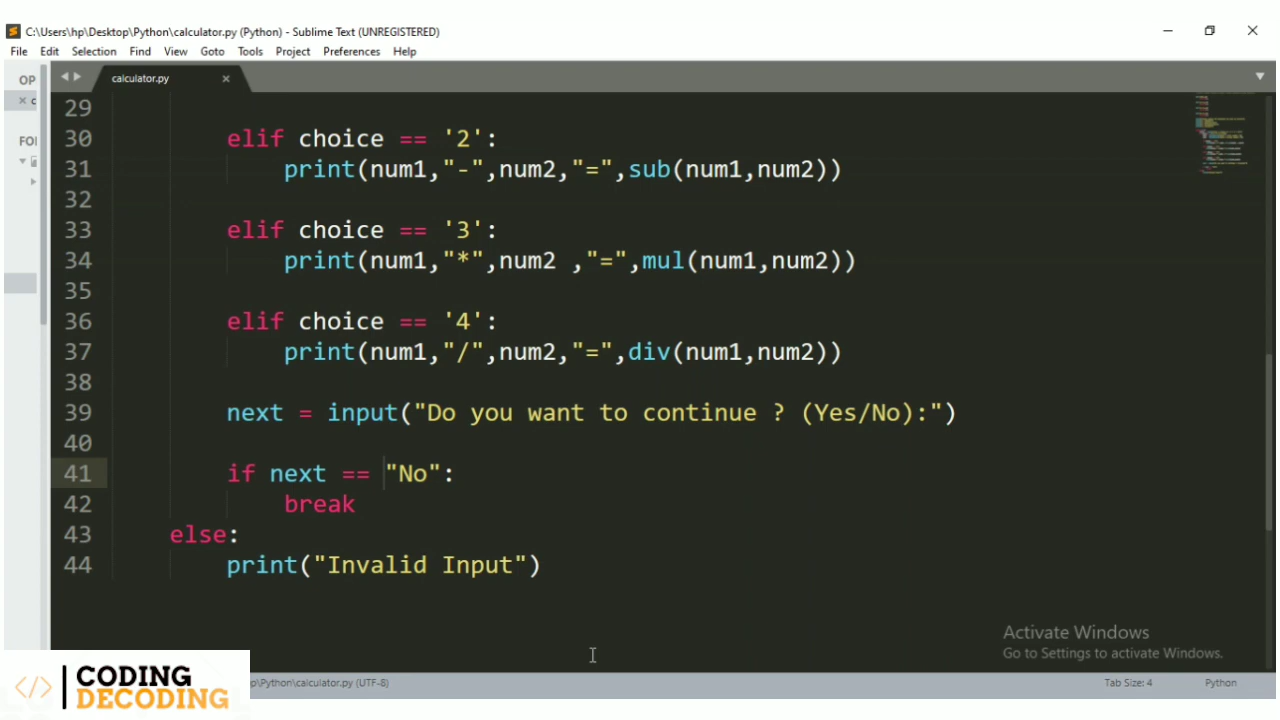 C:\Users\hp\Desktop\Python\calculator.py (Python) - Sublime Text (UNREGISTERED)
File Edit Selection Find View Goto Tools Project Preferences Help
OP
calculator.py
c
FOI
29
30 elif choice == '2':
31 print(num1,"-",num2,"=",sub(num1,num2))
32
33 elif choice == '3':
34 print(num1,"*",num2 ,"=",mul(num1,num2))
35
36 elif choice == '4':
37 print(num1,"/",num2,"=",div(num1,num2))
38
39 next = input("Do you want to continue ? (Yes/No):")
40
41 if next == "No":
42 break
43 else:
44 print("Invalid Input")
Activate Windows
Go to Settings to activate Windows.
</> CODING
DECODING
p\Python\calculator.py (UTF-8)
Tab Size: 4 Python